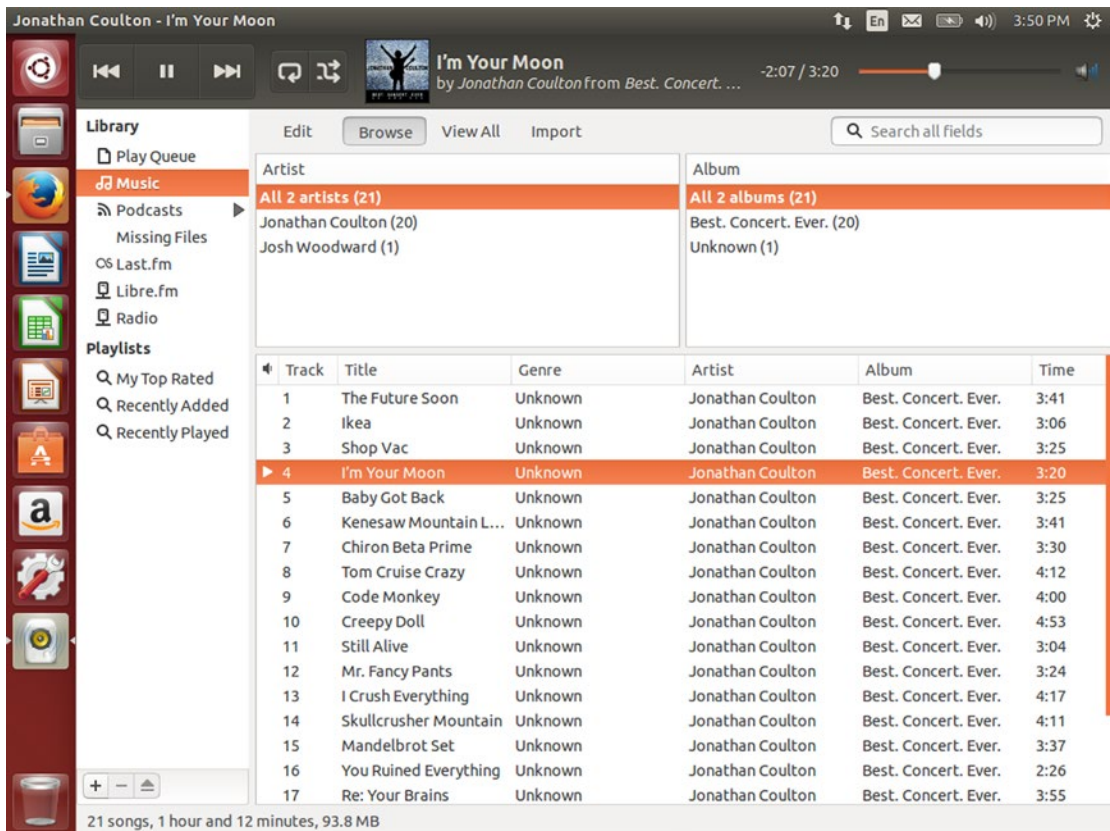 Jonathan Coulton - I'm Your Moon
En
3:50 PM
I'm Your Moon
by Jonathan Coulton from Best. Concert. ...
-2:07 / 3:20
Library
Play Queue
Music
Podcasts
Missing Files
Last.fm
Libre.fm
Radio
Playlists
My Top Rated
Recently Added
Recently Played
Edit Browse View All Import
Search all fields
Artist
All 2 artists (21)
Jonathan Coulton (20)
Josh Woodward (1)
Album
All 2 albums (21)
Best. Concert. Ever. (20)
Unknown (1)
Track Title Genre Artist Album Time
1 The Future Soon Unknown Jonathan Coulton Best. Concert. Ever. 3:41
2 Ikea Unknown Jonathan Coulton Best. Concert. Ever. 3:06
3 Shop Vac Unknown Jonathan Coulton Best. Concert. Ever. 3:25
4 I'm Your Moon Unknown Jonathan Coulton Best. Concert. Ever. 3:20
5 Baby Got Back Unknown Jonathan Coulton Best. Concert. Ever. 3:25
6 Kenesaw Mountain L... Unknown Jonathan Coulton Best. Concert. Ever. 3:41
7 Chiron Beta Prime Unknown Jonathan Coulton Best. Concert. Ever. 3:30
8 Tom Cruise Crazy Unknown Jonathan Coulton Best. Concert. Ever. 4:12
9 Code Monkey Unknown Jonathan Coulton Best. Concert. Ever. 4:00
10 Creepy Doll Unknown Jonathan Coulton Best. Concert. Ever. 4:53
11 Still Alive Unknown Jonathan Coulton Best. Concert. Ever. 3:04
12 Mr. Fancy Pants Unknown Jonathan Coulton Best. Concert. Ever. 3:24
13 I Crush Everything Unknown Jonathan Coulton Best. Concert. Ever. 4:17
14 Skullcrusher Mountain Unknown Jonathan Coulton Best. Concert. Ever. 4:11
15 Mandelbrot Set Unknown Jonathan Coulton Best. Concert. Ever. 3:37
16 You Ruined Everything Unknown Jonathan Coulton Best. Concert. Ever. 2:26
17 Re: Your Brains Unknown Jonathan Coulton Best. Concert. Ever. 3:55
21 songs, 1 hour and 12 minutes, 93.8 MB